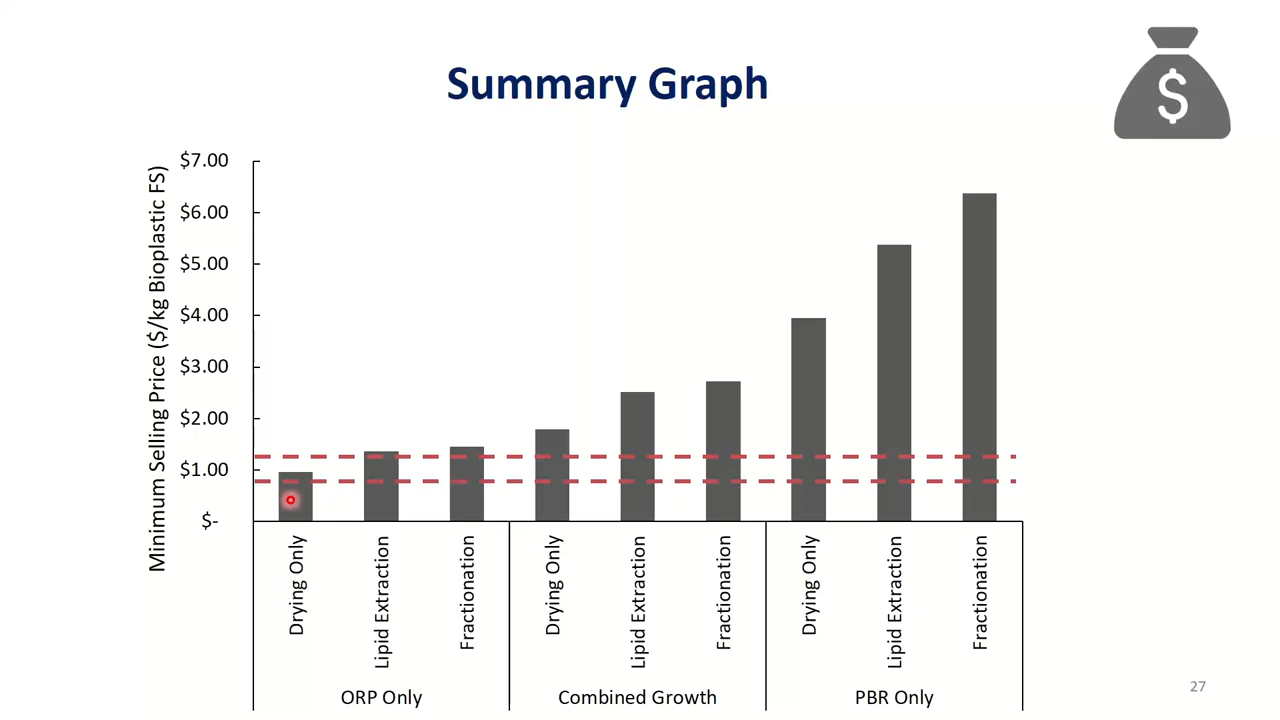 Summary Graph
$
Minimum Selling Price ($/kg Bioplastic FS)
$7.00
$6.00
$5.00
$4.00
$3.00
$2.00
$1.00
$-
Drying Only
Lipid Extraction
Fractionation
Drying Only
Lipid Extraction
Fractionation
Drying Only
Lipid Extraction
Fractionation
ORP Only
Combined Growth
PBR Only
27